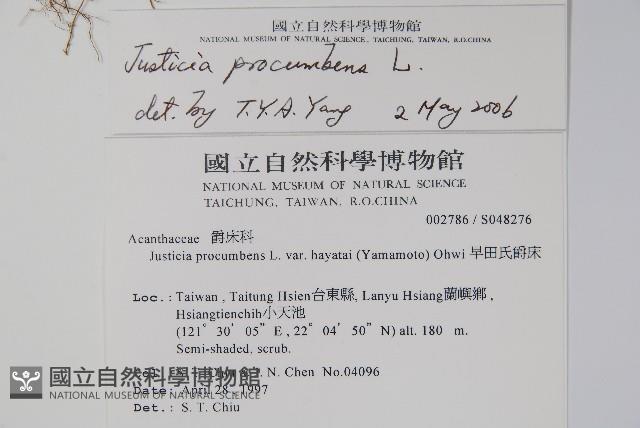 國立自然科學博物館
NATIONAL MUSEUM OF NATURAL SCIENCE, TAICHUNG, TAIWAN, R.O.CHINA
Justicia procumbens L.
det. by T.Y.A. Yang 2 May 2006
國立自然科學博物館
NATIONAL MUSEUM OF NATURAL SCIENCE
TAICHUNG, TAIWAN, R.O.CHINA
002786 / S048276
Acanthaceae 爵床科
Justicia procumbens L. var. hayatai (Yamamoto) Ohwi 早田氏爵床
Loc.: Taiwan , Taitung Hsien台東縣, Lanyu Hsiang蘭嶼鄉 ,
Hsiangtienchih小天池
(121° 30′ 05″ E , 22° 04′ 50″ N) alt. 180 m.
Semi-shaded, scrub.
N. Chen No.04096
Date: April 28, 1997
Det.: S. T. Chiu
國立自然科學博物館
NATIONAL MUSEUM OF NATURAL SCIENCE